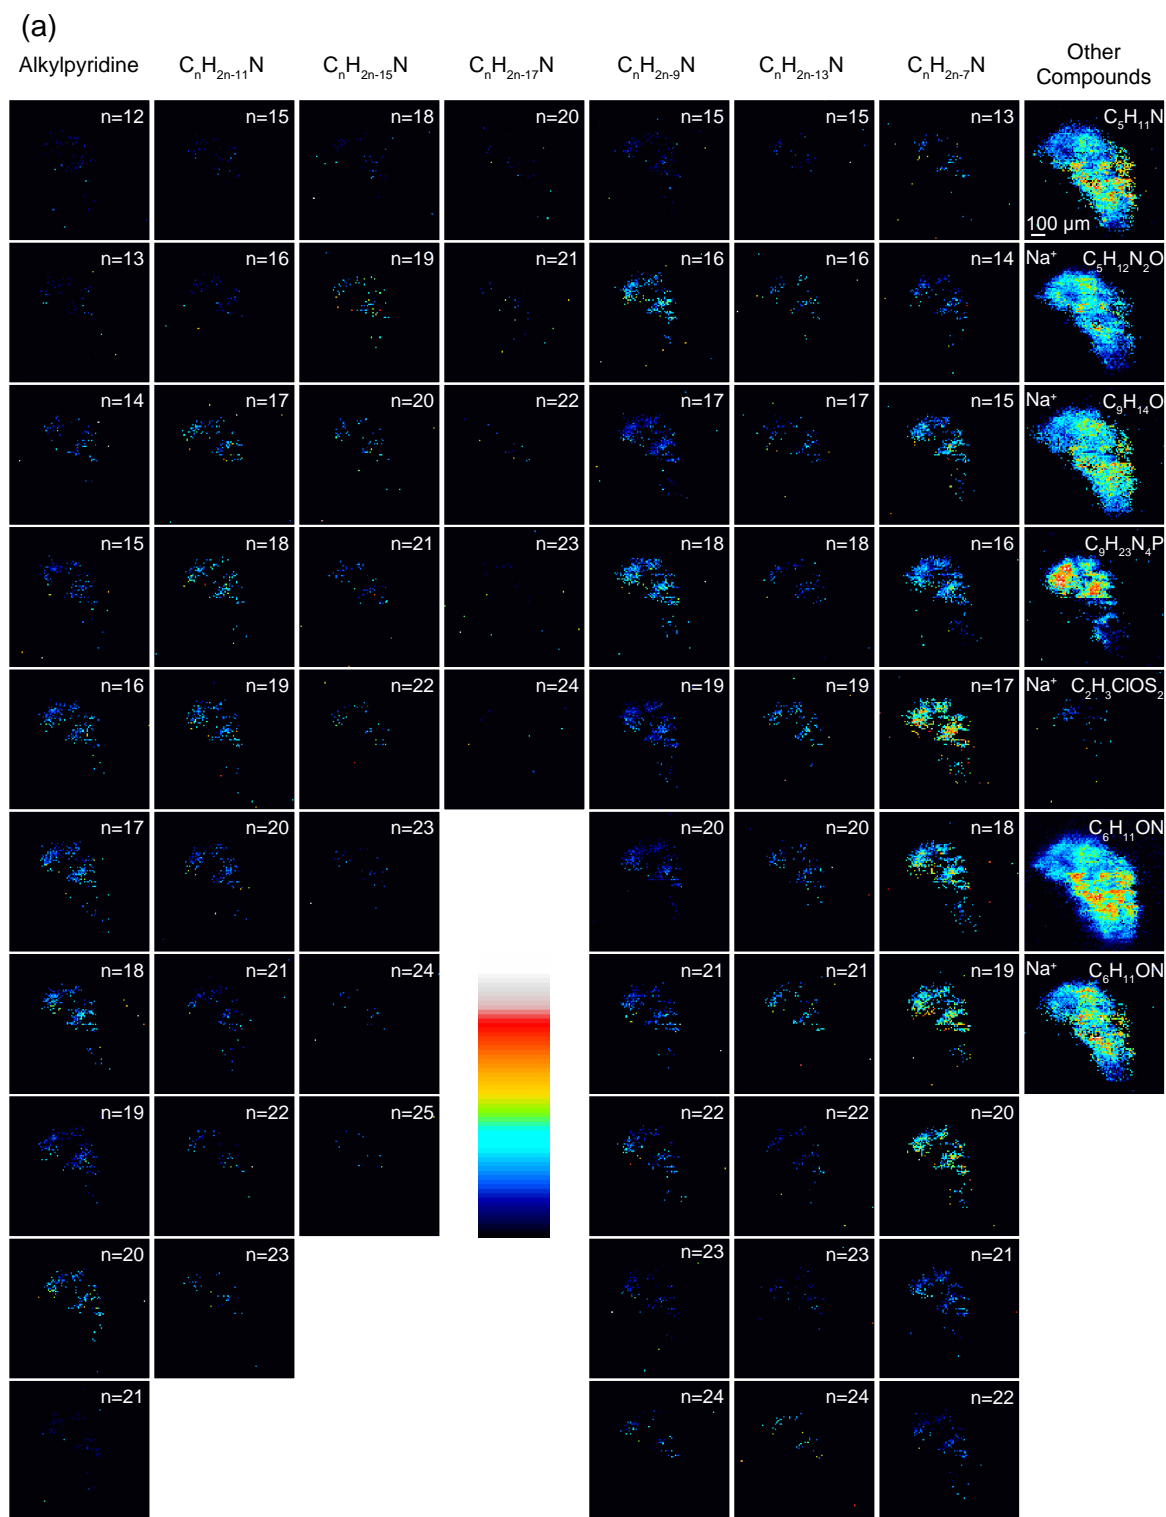 (a)
Alkylpyridine CnH2n-11N CnH2n-15N CnH2n-17N CnH2n-9N CnH2n-13N CnH2n-7N Other
Compounds
n=12 n=15 n=18 n=20 n=15 n=15 n=13 C5H11N
100 µm
n=13 n=16 n=19 n=21 n=16 n=16 n=14 Na+ C5H12N2O
n=14 n=17 n=20 n=22 n=17 n=17 n=15 Na+ C9H14O
n=15 n=18 n=21 n=23 n=18 n=18 n=16 C9H23N4P
n=16 n=19 n=22 n=24 n=19 n=19 n=17 Na+ C2H3ClOS2
n=17 n=20 n=23 n=20 n=20 n=18 C6H11ON
n=18 n=21 n=24 n=21 n=21 n=19 Na+ C6H11ON
n=19 n=22 n=25 n=22 n=22 n=20
n=20 n=23 n=23 n=23 n=21
n=21 n=24 n=24 n=22